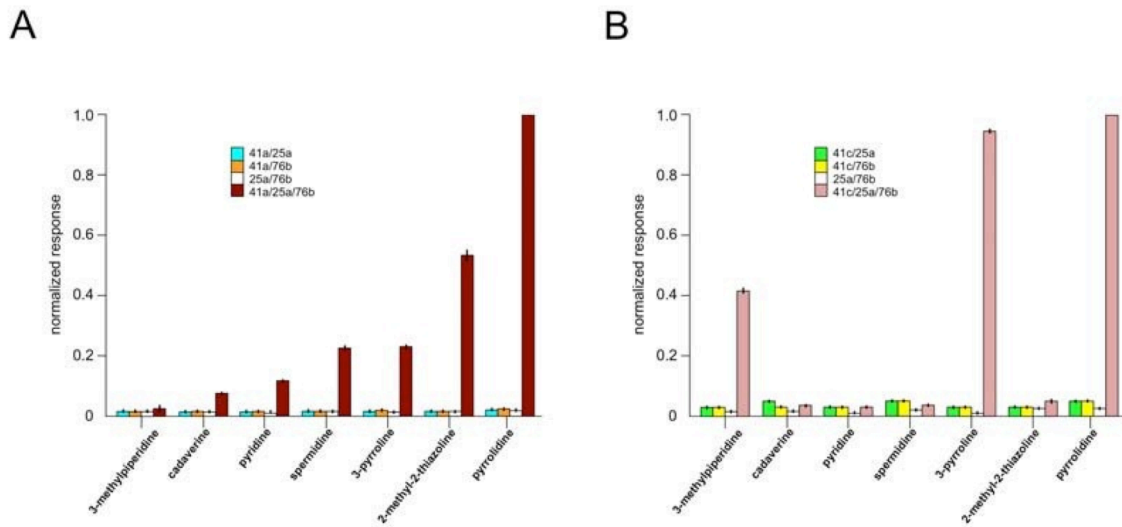 A
normalized response
1.0
0.8
0.6
0.4
0.2
0
41a/25a
41a/76b
25a/76b
41a/25a/76b
3-methylpiperidine
cadaverine
pyridine
spermidine
3-pyrroline
2-methyl-2-thiazoline
pyrrolidine
B
normalized response
1.0
0.8
0.6
0.4
0.2
0
41c/25a
41c/76b
25a/76b
41c/25a/76b
3-methylpiperidine
cadaverine
pyridine
spermidine
3-pyrroline
2-methyl-2-thiazoline
pyrrolidine